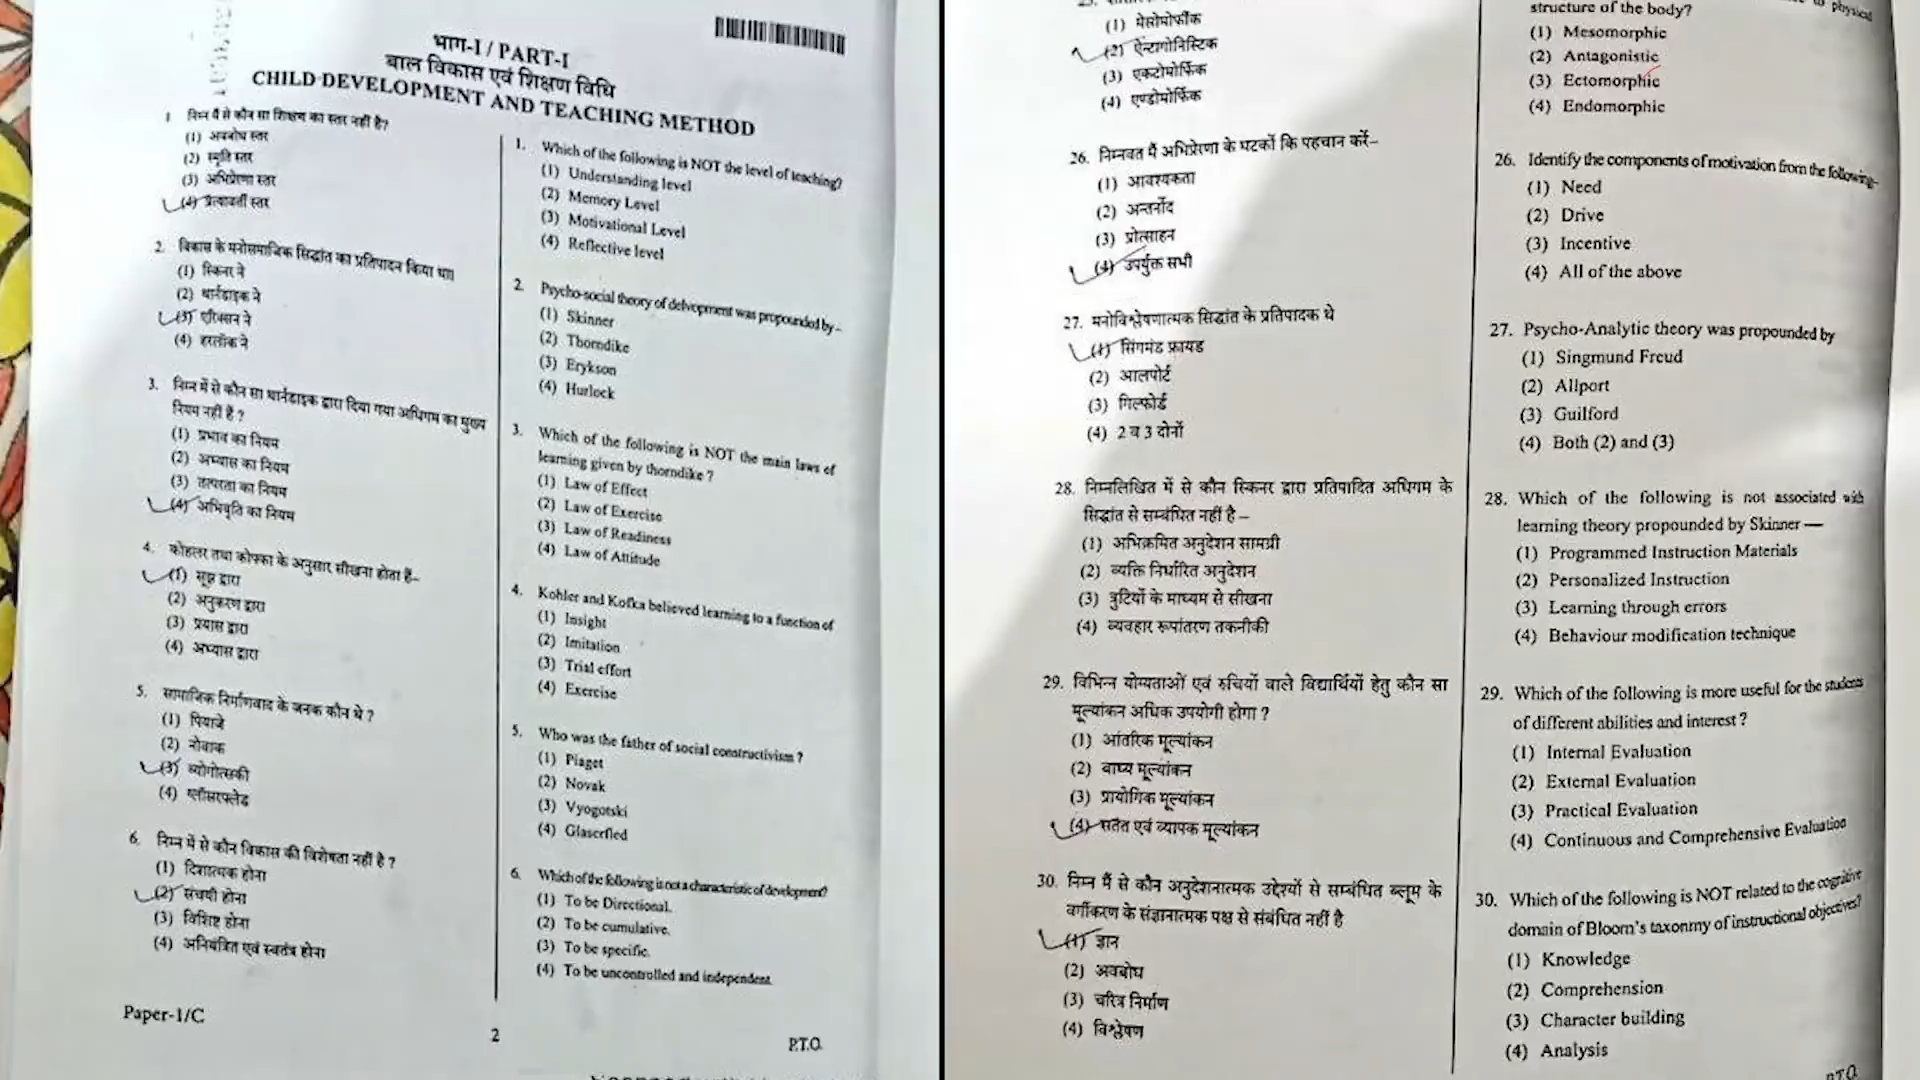 भाग-I / PART-I
बाल विकास एवं शिक्षण विधि
CHILD DEVELOPMENT AND TEACHING METHOD
1 निम्न मैं से कौन सा शिक्षण का स्तर नहीं है?
(1) अवबोध स्तर
(2) स्मृति स्तर
(3) अभिप्रेरणा स्तर
(4) प्रत्यावर्ती स्तर
2. विकास के मनोसमाजिक सिद्धांत का प्रतिपादन किया था।
(1) स्किनर ने
(2) थार्नडाइक ने
(3) एरिक्सन ने
(4) हरलॉक ने
3. निम्न में से कौन सा थार्नडाइक द्वारा दिया गया अधिगम का मुख्य
नियम नहीं हैं ?
(1) प्रभाव का नियम
(2) अभ्यास का नियम
(3) तत्परता का नियम
(4) अभिवृति का नियम
4. कोहलर तथा कोफ्का के अनुसार सीखना होता हैं–
(1) सूझ द्वारा
(2) अनुकरण द्वारा
(3) प्रयास द्वारा
(4) अभ्यास द्वारा
5. सामाजिक निर्माणवाद के जनक कौन थे ?
(1) पियाजे
(2) नोवाक
(3) व्योगोत्सकी
(4) ग्लॉसरफ्लेड
6. निम्न में से कौन विकास की विशेषता नहीं है ?
(1) दिशात्मक होना
(2) संचयी होना
(3) विशिष्ट होना
(4) अनियंत्रित एवं स्वतंत्र होना
Paper-1/C
1. Which of the following is NOT the level of teaching?
(1) Understanding level
(2) Memory Level
(3) Motivational Level
(4) Reflective level
2. Psycho-social theory of delvopment was propounded by–
(1) Skinner
(2) Thorndike
(3) Erykson
(4) Hurlock
3. Which of the following is NOT the main laws of
learning given by thorndike ?
(1) Law of Effect
(2) Law of Exercise
(3) Law of Readiness
(4) Law of Attitude
4. Kohler and Kofka believed learning to a function of
(1) Insight
(2) Imitation
(3) Trial effort
(4) Exercise
5. Who was the father of social constructivism ?
(1) Piaget
(2) Novak
(3) Vyogotski
(4) Glaserfled
6. Which of the following is not a characteristic of development?
(1) To be Directional.
(2) To be cumulative.
(3) To be specific.
(4) To be uncontrolled and independent.
2
P.T.O.
(1) मेसोमोर्फीक
(2) ऐन्टागोनिस्टिक
(3) एकटोमोर्फिक
(4) एण्डोमोर्फिक
26. निम्नवत मैं अभिप्रेरणा के घटकों कि पहचान करें–
(1) आवश्यकता
(2) अन्तर्नोद
(3) प्रोत्साहन
(4) उपर्युक्त सभी
27. मनोविश्लेषणात्मक सिद्धांत के प्रतिपादक थे
(1) सिंगमंड फ्रायड
(2) आलपोर्ट
(3) गिल्फोर्ड
(4) 2 व 3 दोनों
28. निम्नलिखित में से कौन स्किनर द्वारा प्रतिपादित अधिगम के
सिद्धांत से सम्बंधित नहीं है –
(1) अभिक्रमित अनुदेशन सामग्री
(2) व्यक्ति निर्धारित अनुदेशन
(3) त्रुटियों के माध्यम से सीखना
(4) व्यवहार रूपांतरण तकनीकी
29. विभिन्न योग्यताओं एवं रुचियों वाले विद्यार्थियों हेतु कौन सा
मूल्यांकन अधिक उपयोगी होगा ?
(1) आंतरिक मूल्यांकन
(2) बाघ्य मूल्यांकन
(3) प्रायोगिक मूल्यांकन
(4) सतत एवं व्यापक मूल्यांकन
30. निम्न मैं से कौन अनुदेशनात्मक उद्देश्यों से सम्बंधित ब्लूम के
वर्गीकरण के संज्ञानात्मक पक्ष से संबंधित नहीं है
(1) ज्ञान
(2) अवबोध
(3) चरित्र निर्माण
(4) विश्लेषण
physical
structure of the body?
(1) Mesomorphic
(2) Antagonistic
(3) Ectomorphic
(4) Endomorphic
26. Identify the components of motivation from the following–
(1) Need
(2) Drive
(3) Incentive
(4) All of the above
27. Psycho-Analytic theory was propounded by
(1) Singmund Freud
(2) Allport
(3) Guilford
(4) Both (2) and (3)
28. Which of the following is not associated with
learning theory propounded by Skinner —
(1) Programmed Instruction Materials
(2) Personalized Instruction
(3) Learning through errors
(4) Behaviour modification technique
29. Which of the following is more useful for the students
of different abilities and interest ?
(1) Internal Evaluation
(2) External Evaluation
(3) Practical Evaluation
(4) Continuous and Comprehensive Evaluation
30. Which of the following is NOT related to the cognitive
domain of Bloom's taxonmy of instructional objectives?
(1) Knowledge
(2) Comprehension
(3) Character building
(4) Analysis
P.T.O.